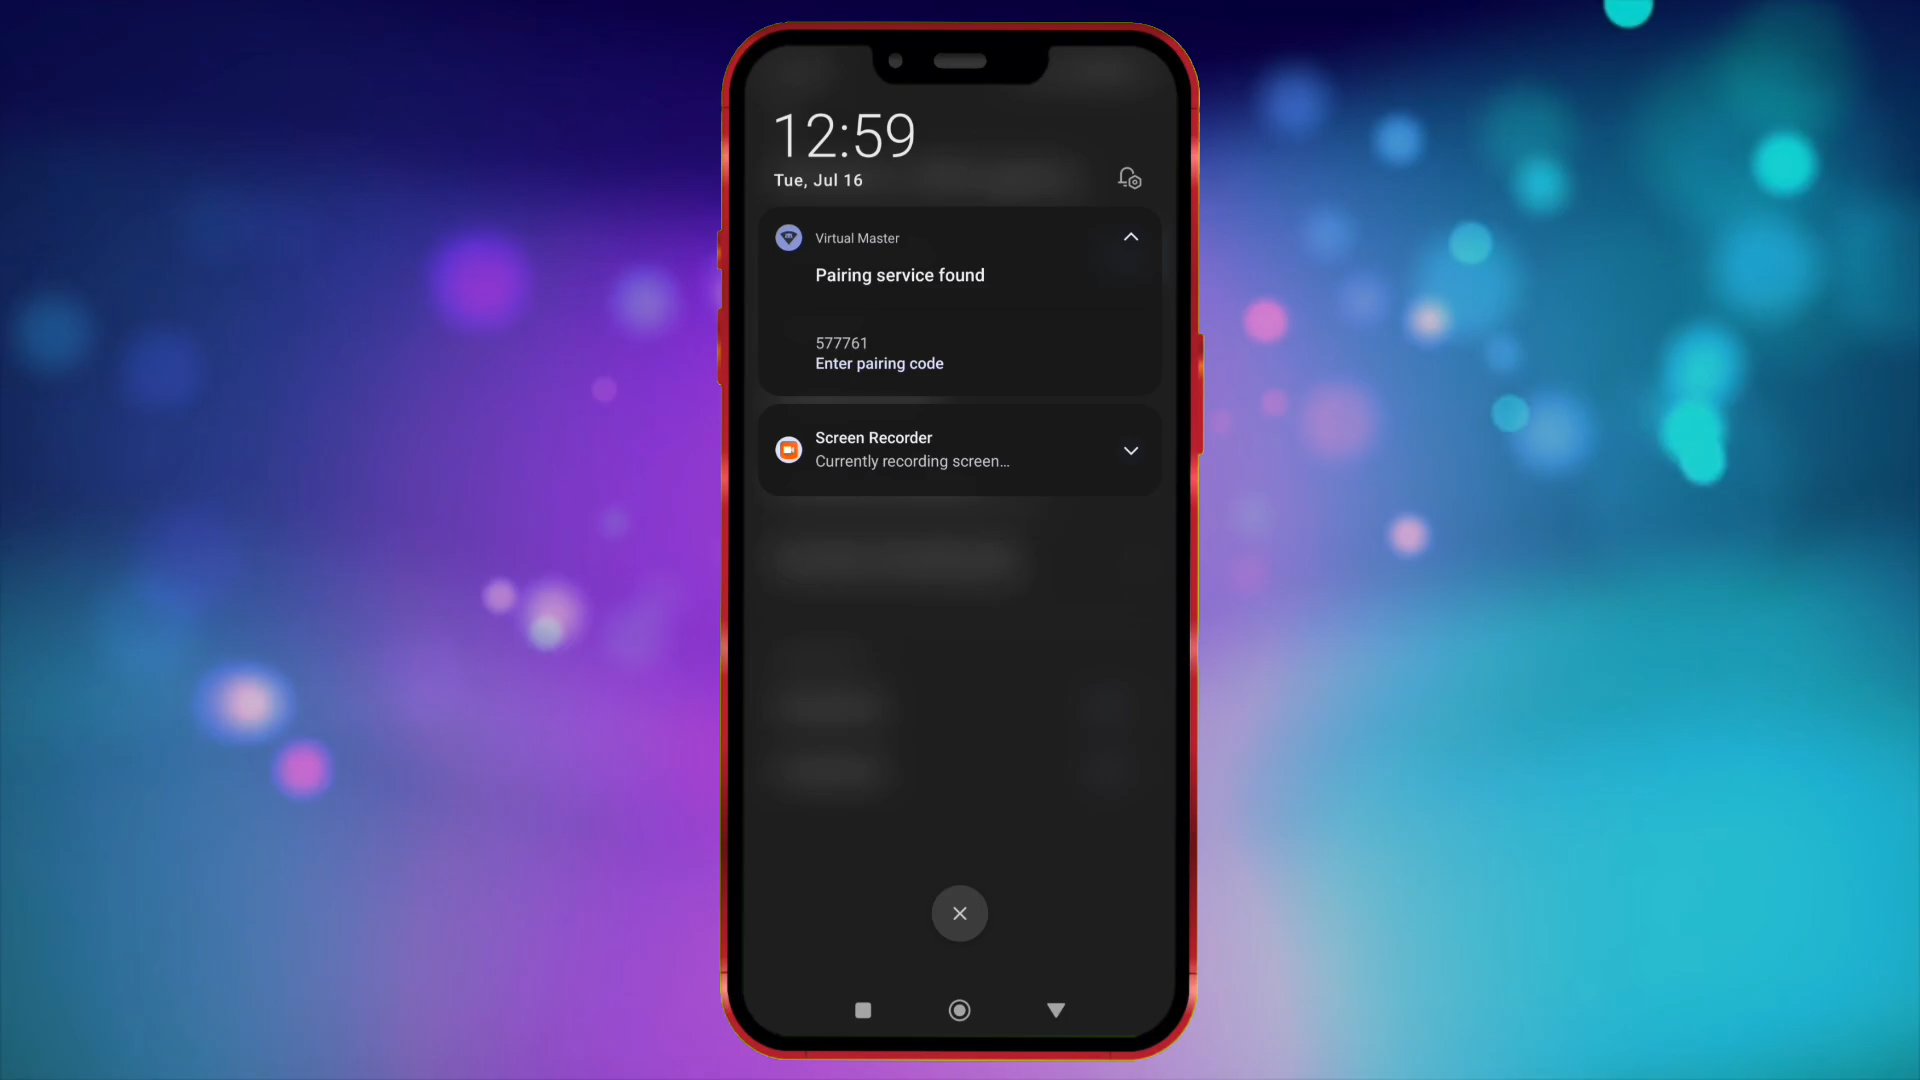 12:59
Tue, Jul 16
Virtual Master
Pairing service found
577761
Enter pairing code
Screen Recorder
Currently recording screen...